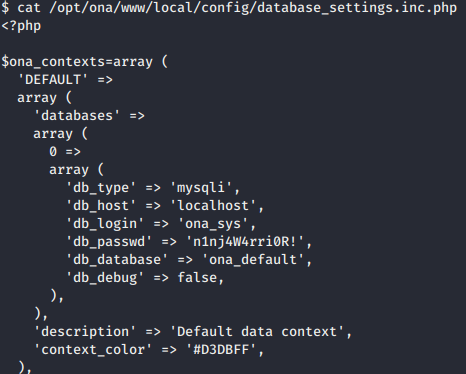 $ cat /opt/ona/www/local/config/database_settings.inc.php
<?php

$ona_contexts=array (
  'DEFAULT' =>
  array (
    'databases' =>
    array (
      0 =>
      array (
        'db_type' => 'mysqli',
        'db_host' => 'localhost',
        'db_login' => 'ona_sys',
        'db_passwd' => 'n1nj4W4rri0R!',
        'db_database' => 'ona_default',
        'db_debug' => false,
      ),
    ),
    'description' => 'Default data context',
    'context_color' => '#D3DBFF',
  ),